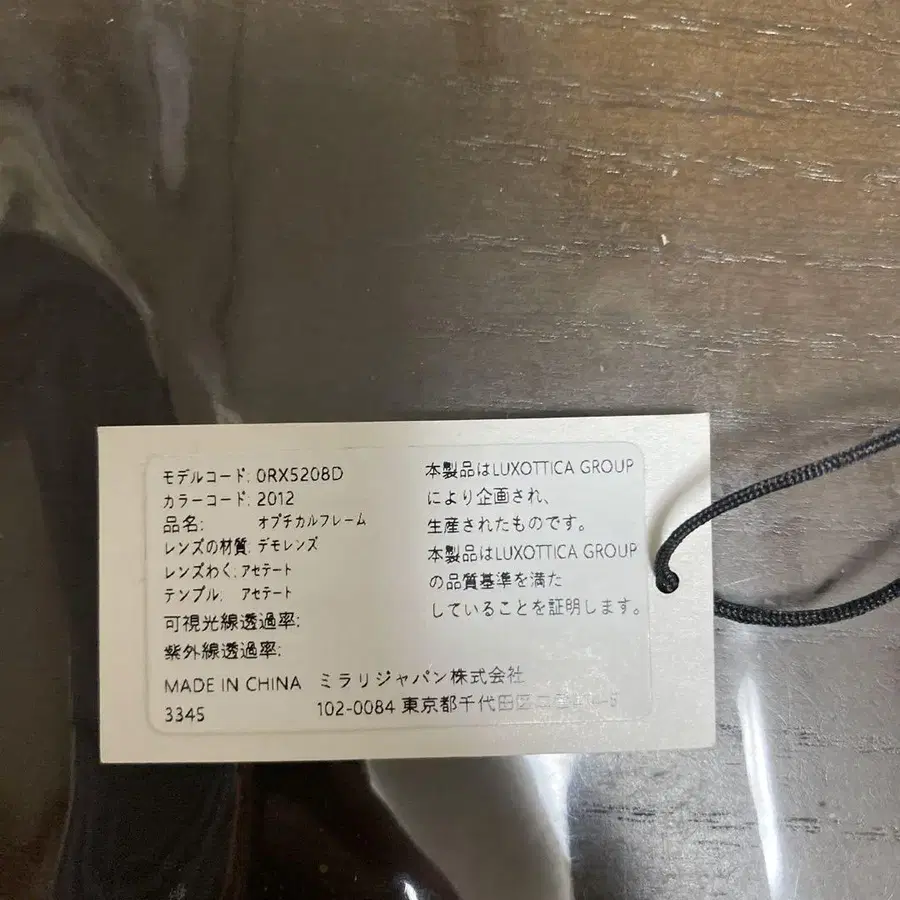 モデルコード: 0RX5208D
カラーコード: 2012
品名: オプチカルフレーム
レンズの材質: デモレンズ
レンズわく: アセテート
テンプル: アセテート
可視光線透過率:
紫外線透過率:
本製品はLUXOTTICA GROUP
により企画され、
生産されたものです。
本製品はLUXOTTICA GROUP
の品質基準を満た
していることを証明します。
MADE IN CHINA ミラリジャパン株式会社
3345 102-0084 東京都千代田区